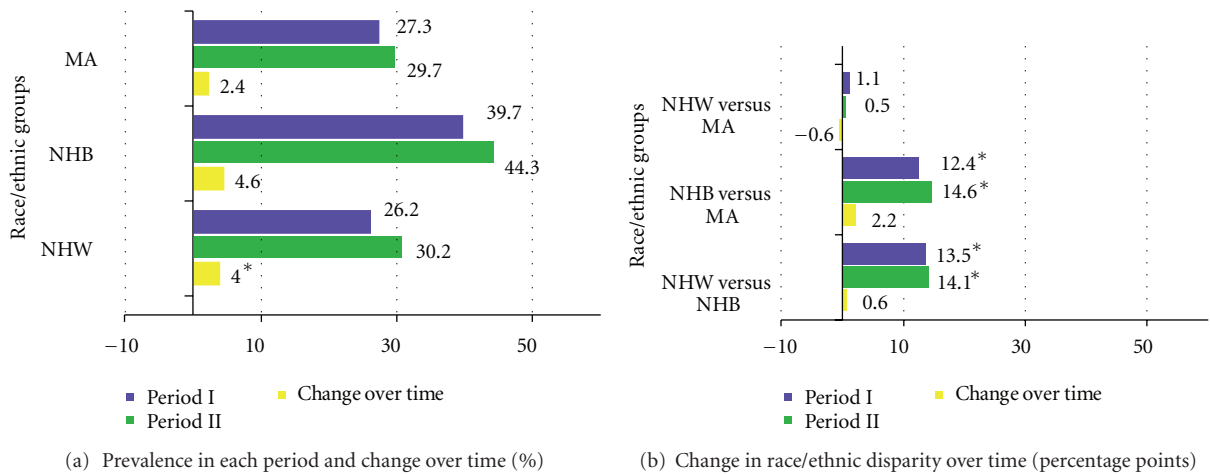 Race/ethnic groups
MA
27.3
29.7
2.4
NHB
39.7
44.3
4.6
NHW
26.2
30.2
4*
−10
10
30
50
Period I
Change over time
Period II
(a) Prevalence in each period and change over time (%)
Race/ethnic groups
NHW versus
MA
1.1
0.5
−0.6
NHB versus
MA
12.4*
14.6*
2.2
NHW versus
NHB
13.5*
14.1*
0.6
−10
10
30
50
Period I
Change over time
Period II
(b) Change in race/ethnic disparity over time (percentage points)